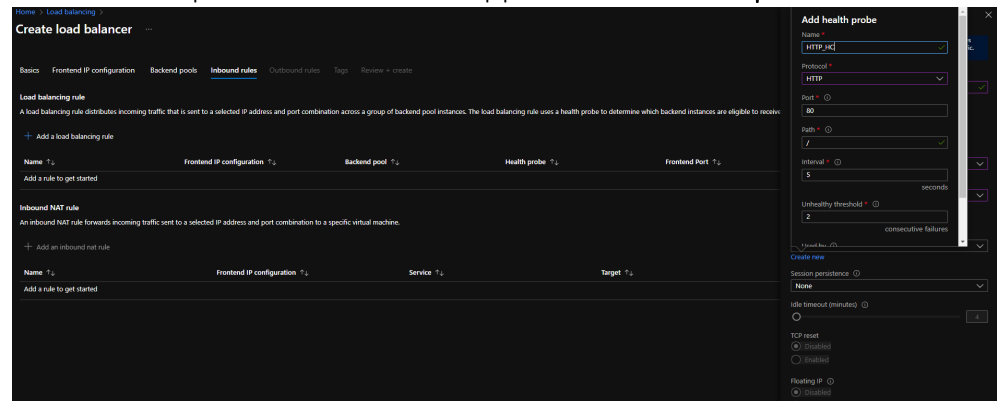 Home > Load balancing >
Create load balancer ...
Basics Frontend IP configuration Backend pools Inbound rules Outbound rules Tags Review + create
Load balancing rule
A load balancing rule distributes incoming traffic that is sent to a selected IP address and port combination across a group of backend pool instances. The load balancing rule uses a health probe to determine which backend instances are eligible to receive
+ Add a load balancing rule
Name ↑↓ Frontend IP configuration ↑↓ Backend pool ↑↓ Health probe ↑↓ Frontend Port ↑↓
Add a rule to get started
Inbound NAT rule
An inbound NAT rule forwards incoming traffic sent to a selected IP address and port combination to a specific virtual machine.
+ Add an inbound nat rule
Name ↑↓ Frontend IP configuration ↑↓ Service ↑↓ Target ↑↓
Add a rule to get started
Add health probe
Name *
HTTP_HC
Protocol *
HTTP
Port *
80
Path *
/
Interval *
5
seconds
Unhealthy threshold *
2
consecutive failures
Used by
Create new
Session persistence
None
Idle timeout (minutes)
4
TCP reset
Disabled
Enabled
Floating IP
Disabled